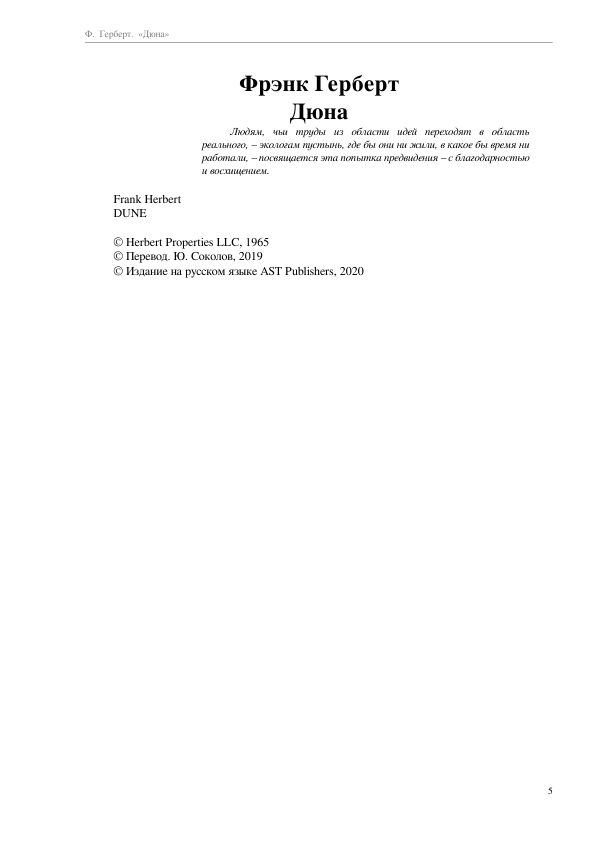 Ф. Герберт. «Дюна»
Фрэнк Герберт
Дюна
Людям, чьи труды из области идей переходят в область
реального, – экологам пустынь, где бы они ни жили, в какое бы время ни
работали, – посвящается эта попытка предвидения – с благодарностью
и восхищением.
Frank Herbert
DUNE
© Herbert Properties LLC, 1965
© Перевод. Ю. Соколов, 2019
© Издание на русском языке AST Publishers, 2020
5